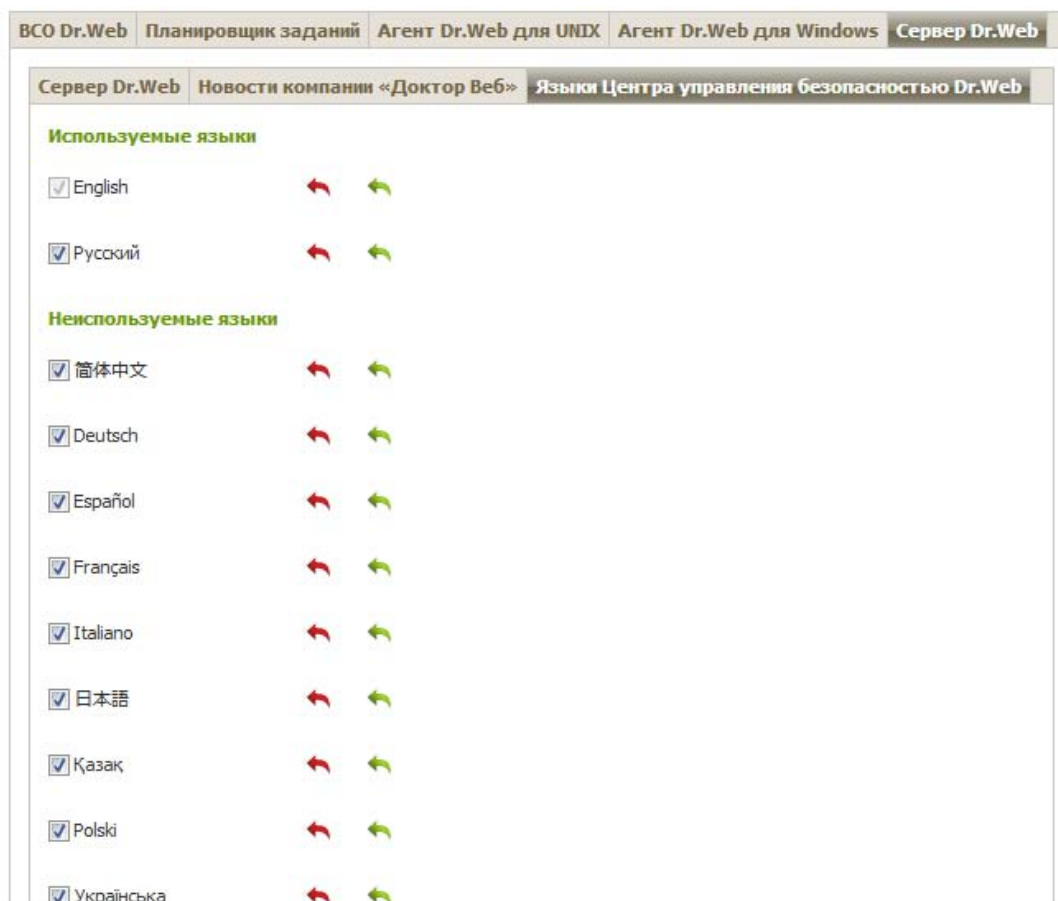 ВСО Dr.Web Планировщик заданий Агент Dr.Web для UNIX Агент Dr.Web для Windows Сервер Dr.Web
Сервер Dr.Web Новости компании «Доктор Веб» Языки Центра управления безопасностью Dr.Web
Используемые языки
English
Русский
Неиспользуемые языки
简体中文
Deutsch
Español
Français
Italiano
日本語
Қазақ
Polski
Українська